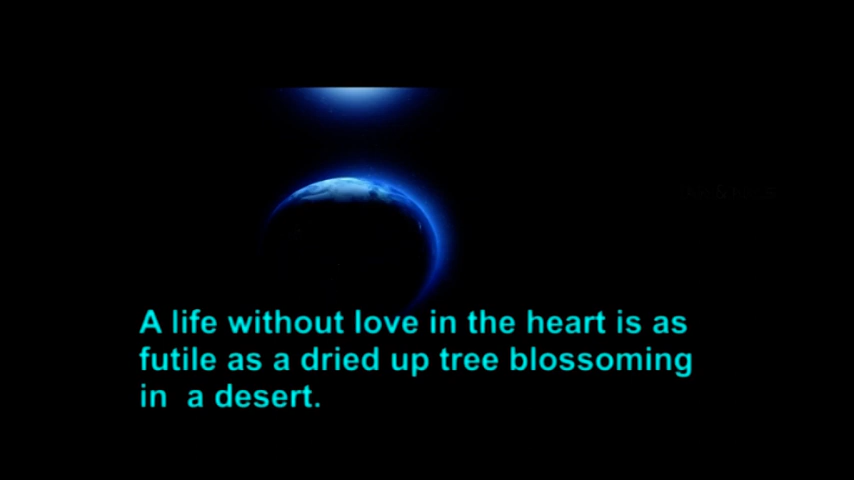 A life without love in the heart is as
futile as a dried up tree blossoming
in  a desert.